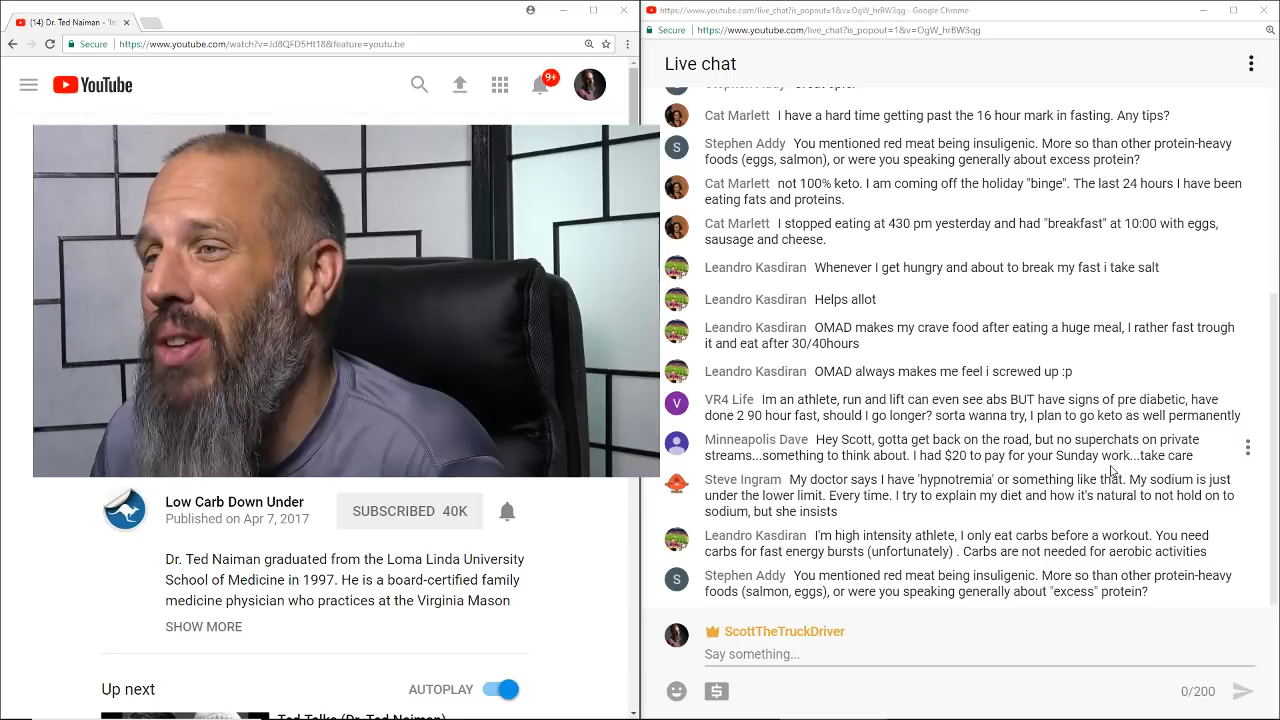 (14) Dr. Ted Naiman - 'In
Secure https://www.youtube.com/watch?v=Jd8QFD5Ht18&feature=youtu.be
YouTube
9+
Low Carb Down Under
Published on Apr 7, 2017
SUBSCRIBED 40K
Dr. Ted Naiman graduated from the Loma Linda University
School of Medicine in 1997. He is a board-certified family
medicine physician who practices at the Virginia Mason
SHOW MORE
Up next
AUTOPLAY
Ted Talks (Dr. Ted Naiman)
https://www.youtube.com/live_chat?is_popout=1&v=OgW_hrBW3qg - Google Chrome
Secure https://www.youtube.com/live_chat?is_popout=1&v=OgW_hrBW3qg
Live chat
Cat Marlett I have a hard time getting past the 16 hour mark in fasting. Any tips?
Stephen Addy You mentioned red meat being insuligenic. More so that other protein-heavy
foods (eggs, salmon), or were you speaking generally about excess protein?
Cat Marlett not 100% keto. I am coming off the holiday "binge". The last 24 hours I have been
eating fats and proteins.
Cat Marlett I stopped eating at 430 pm yesterday and had "breakfast" at 10:00 with eggs,
sausage and cheese.
Leandro Kasdiran Whenever I get hungry and about to break my fast i take salt
Leandro Kasdiran Helps allot
Leandro Kasdiran OMAD makes my crave food after eating a huge meal, I rather fast trough
it and eat after 30/40hours
Leandro Kasdiran OMAD always makes me feel i screwed up :p
V
VR4 Life Im an athlete, run and lift can even see abs BUT have signs of pre diabetic, have
done 2 90 hour fast, should I go longer? sorta wanna try, I plan to go keto as well permanently
Minneapolis Dave Hey Scott, gotta get back on the road, but no superchats on private
streams...something to think about. I had $20 to pay for your Sunday work...take care
Steve Ingram My doctor says I have 'hyponotremia' or something like that. My sodium is just
under the lower limit. Every time. I try to explain my diet and how it's natural to not hold on to
sodium, but she insists
Leandro Kasdiran I'm high intensity athlete, I only eat carbs before a workout. You need
carbs for fast energy bursts (unfortunately) . Carbs are not needed for aerobic activities
S
Stephen Addy You mentioned red meat being insuligenic. More so that other protein-heavy
foods (salmon, eggs), or were you speaking generally about "excess" protein?
ScottTheTruckDriver
Say something...
0/200